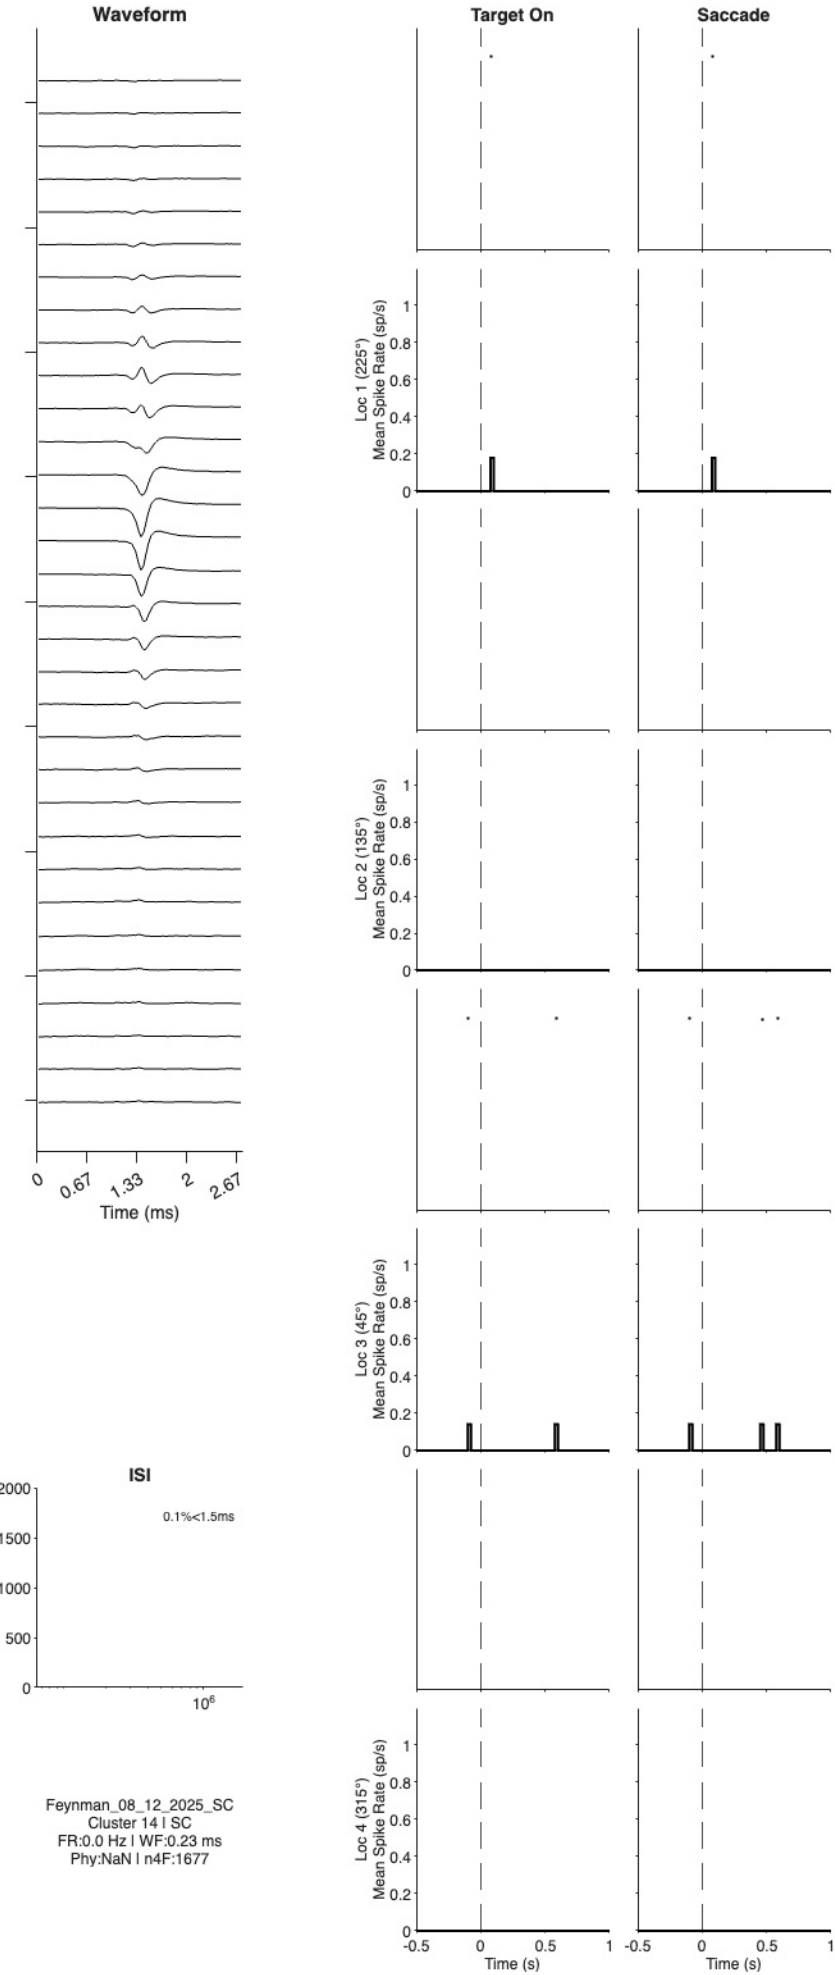 Waveform
Target On
Saccade
0
0.67
1.33
2
2.67
Time (ms)
Loc 1 (225°)
Mean Spike Rate (sp/s)
1
0.8
0.6
0.4
0.2
0
Loc 2 (135°)
Mean Spike Rate (sp/s)
1
0.8
0.6
0.4
0.2
0
Loc 3 (45°)
Mean Spike Rate (sp/s)
1
0.8
0.6
0.4
0.2
0
ISI
0.1%<1.5ms
2000
1500
1000
500
0
10⁶
Feynman_08_12_2025_SC
Cluster 14 | SC
FR:0.0 Hz | WF:0.23 ms
Phy:NaN | n4F:1677
Loc 4 (315°)
Mean Spike Rate (sp/s)
1
0.8
0.6
0.4
0.2
0
-0.5 0 0.5 1
Time (s)
-0.5 0 0.5 1
Time (s)